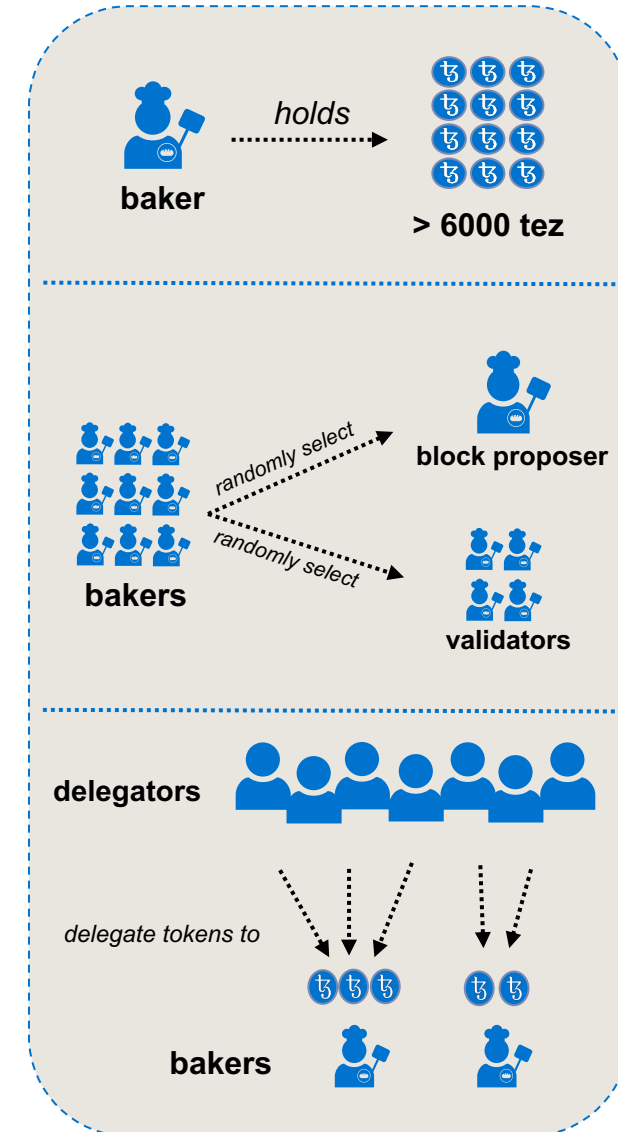 holds
baker
> 6000 tez
randomly select
block proposer
randomly select
bakers
validators
delegators
delegate tokens to
bakers